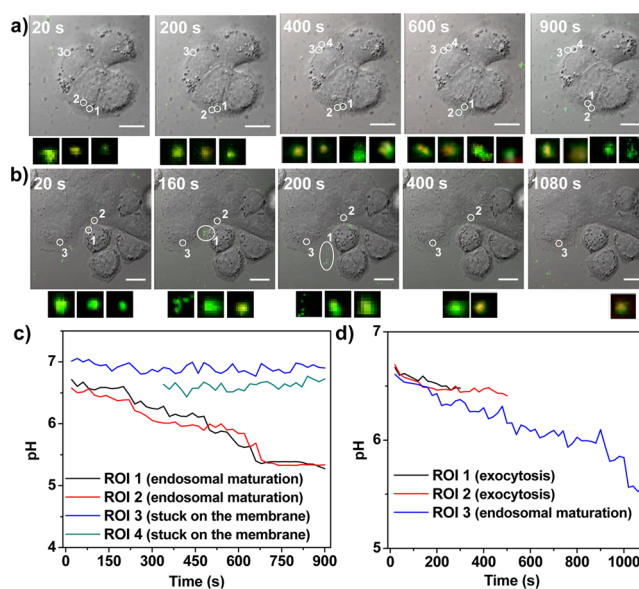 a) 20 s 200 s 400 s 600 s 900 s
3 2 1
3 2 1
3 4 2 1
3 4 2 1
3 4 1 2
b) 20 s 160 s 200 s 400 s 1080 s
2 1 3
2 1 3
2 1 3
2 3
3
c)
8
7
6
5
4
pH
0 150 300 450 600 750 900
Time (s)
ROI 1 (endosomal maturation)
ROI 2 (endosomal maturation)
ROI 3 (stuck on the membrane)
ROI 4 (stuck on the membrane)
d)
7
6
5
pH
0 200 400 600 800 1000
Time (s)
ROI 1 (exocytosis)
ROI 2 (exocytosis)
ROI 3 (endosomal maturation)